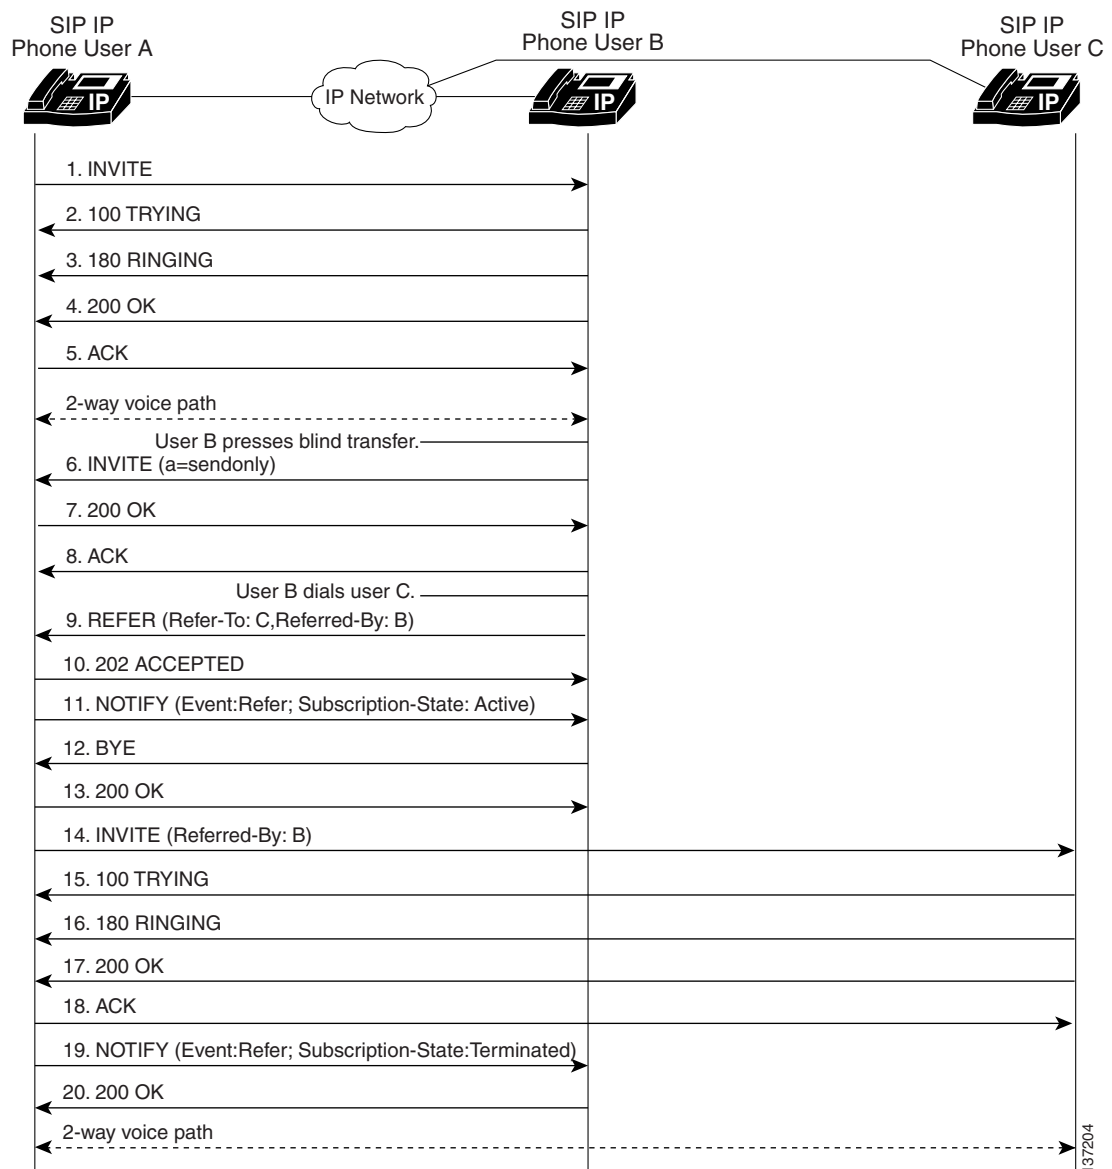 SIP IP
Phone User A
SIP IP
Phone User B
SIP IP
Phone User C
IP
IP Network
IP
IP
1. INVITE
2. 100 TRYING
3. 180 RINGING
4. 200 OK
5. ACK
2-way voice path
User B presses blind transfer.
6. INVITE (a=sendonly)
7. 200 OK
8. ACK
User B dials user C.
9. REFER (Refer-To: C,Referred-By: B)
10. 202 ACCEPTED
11. NOTIFY (Event:Refer; Subscription-State: Active)
12. BYE
13. 200 OK
14. INVITE (Referred-By: B)
15. 100 TRYING
16. 180 RINGING
17. 200 OK
18. ACK
19. NOTIFY (Event:Refer; Subscription-State:Terminated)
20. 200 OK
2-way voice path
137204